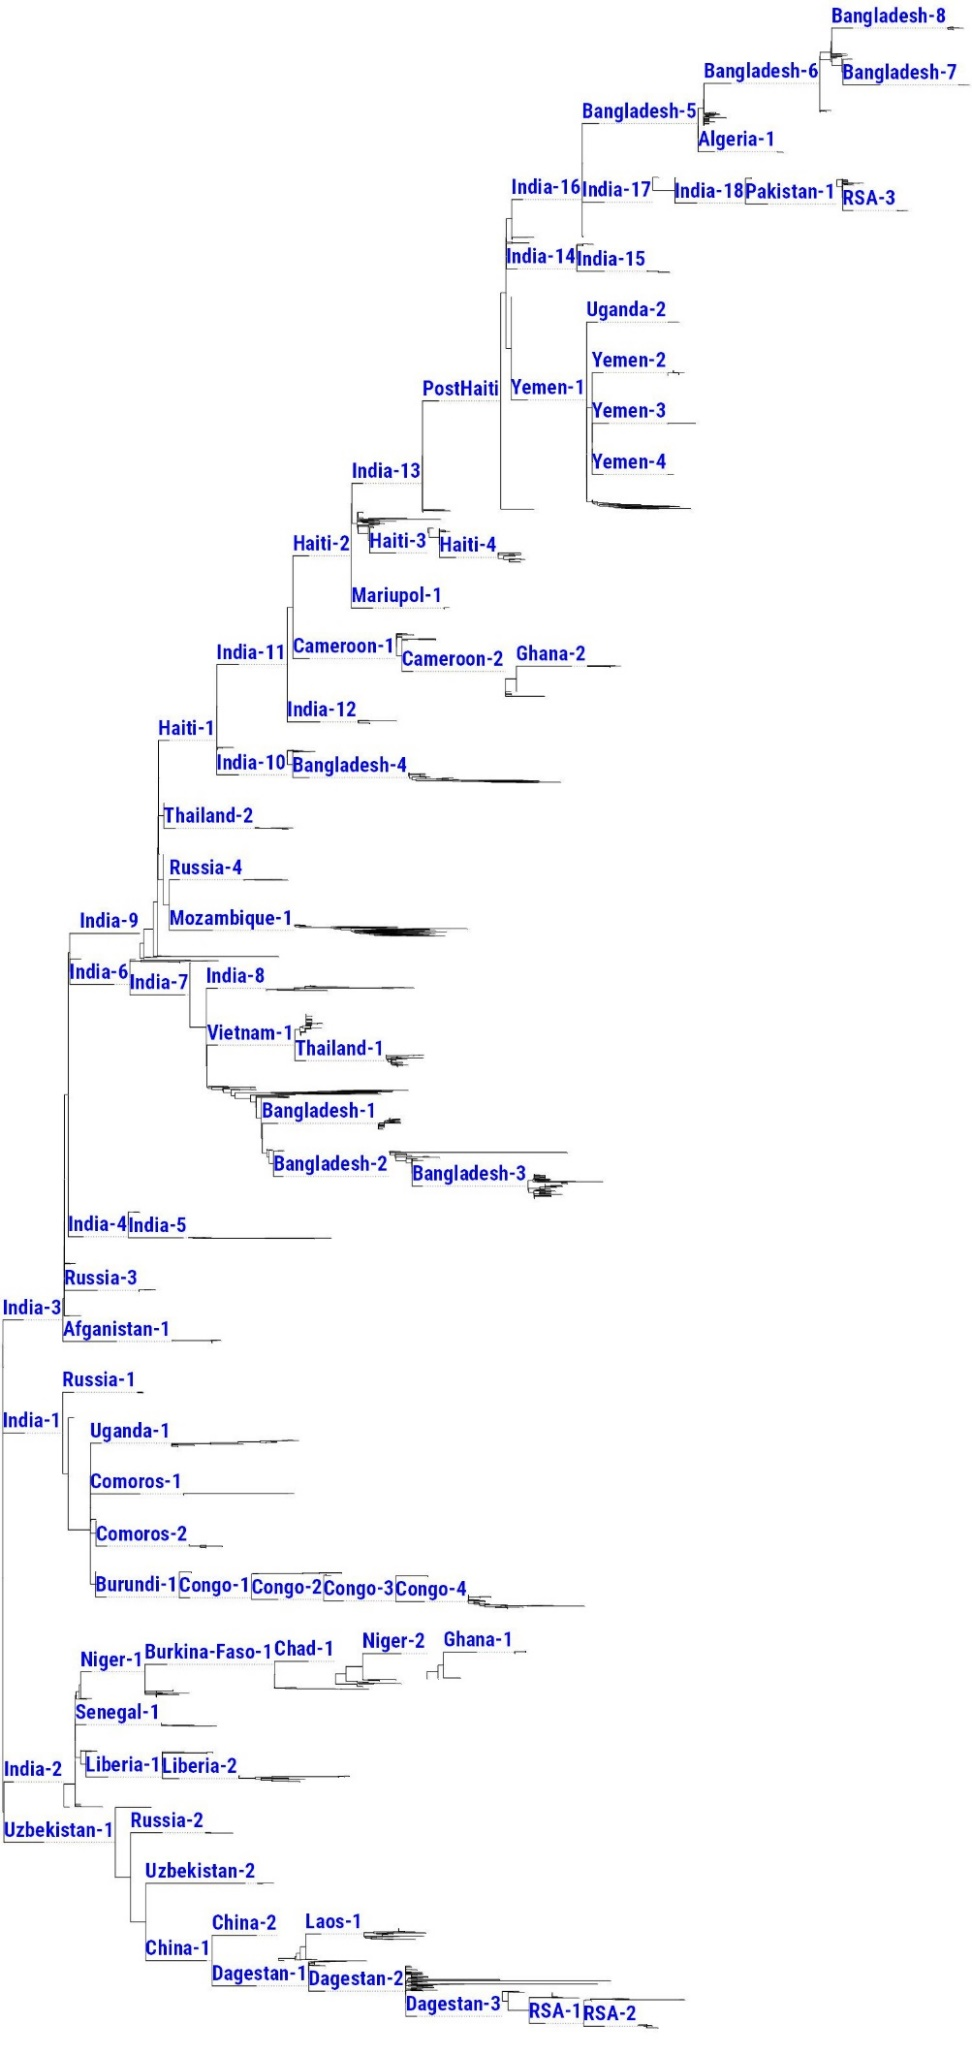 Bangladesh-8
Bangladesh-6
Bangladesh-7
Bangladesh-5
Algeria-1
India-16
India-17
India-18
Pakistan-1
RSA-3
India-14
India-15
Uganda-2
Yemen-2
PostHaiti
Yemen-1
Yemen-3
Yemen-4
India-13
Haiti-2
Haiti-3
Haiti-4
Mariupol-1
India-11
Cameroon-1
Cameroon-2
Ghana-2
India-12
Haiti-1
India-10
Bangladesh-4
Thailand-2
Russia-4
India-9
Mozambique-1
India-6
India-7
India-8
Vietnam-1
Thailand-1
Bangladesh-1
Bangladesh-2
Bangladesh-3
India-4
India-5
Russia-3
India-3
Afganistan-1
Russia-1
India-1
Uganda-1
Comoros-1
Comoros-2
Burundi-1
Congo-1
Congo-2
Congo-3
Congo-4
Niger-1
Burkina-Faso-1
Chad-1
Niger-2
Ghana-1
Senegal-1
India-2
Liberia-1
Liberia-2
Uzbekistan-1
Russia-2
Uzbekistan-2
China-2
Laos-1
China-1
Dagestan-1
Dagestan-2
Dagestan-3
RSA-1
RSA-2